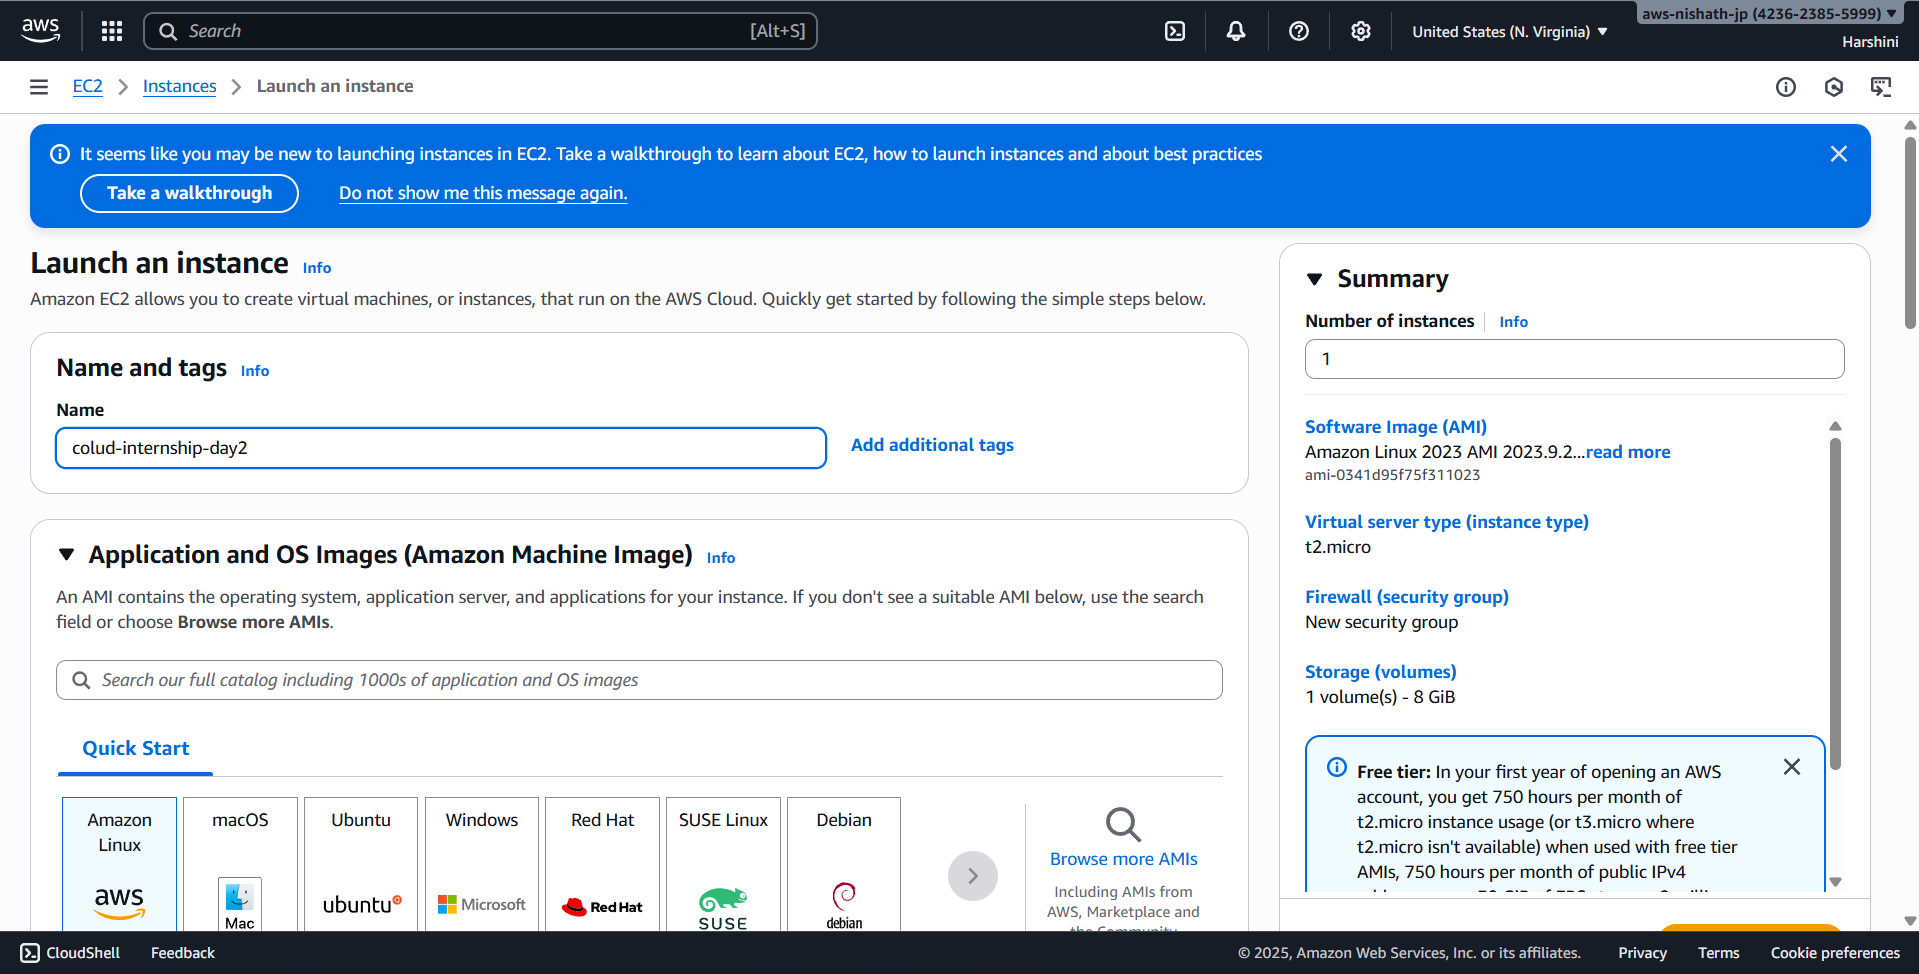 aws
Search [Alt+S]
United States (N. Virginia)
aws-nishath-jp (4236-2385-5999)
Harshini
EC2 Instances Launch an instance
It seems like you may be new to launching instances in EC2. Take a walkthrough to learn about EC2, how to launch instances and about best practices
Take a walkthrough Do not show me this message again.
Launch an instance Info
Amazon EC2 allows you to create virtual machines, or instances, that run on the AWS Cloud. Quickly get started by following the simple steps below.
Name and tags Info
Name
colud-internship-day2 Add additional tags
Application and OS Images (Amazon Machine Image) Info
An AMI contains the operating system, application server, and applications for your instance. If you don't see a suitable AMI below, use the search
field or choose Browse more AMIs.
Search our full catalog including 1000s of application and OS images
Quick Start
Amazon
Linux
aws
macOS
Mac
Ubuntu
ubuntu
Windows
Microsoft
Red Hat
Red Hat
SUSE Linux
SUSE
Debian
debian
Browse more AMIs
Including AMIs from
AWS, Marketplace and
the Community
Summary
Number of instances Info
1
Software Image (AMI)
Amazon Linux 2023 AMI 2023.9.2...read more
ami-0341d95f75f311023
Virtual server type (instance type)
t2.micro
Firewall (security group)
New security group
Storage (volumes)
1 volume(s) - 8 GiB
Free tier: In your first year of opening an AWS
account, you get 750 hours per month of
t2.micro instance usage (or t3.micro where
t2.micro isn't available) when used with free tier
AMIs, 750 hours per month of public IPv4
CloudShell Feedback
© 2025, Amazon Web Services, Inc. or its affiliates. Privacy Terms Cookie preferences